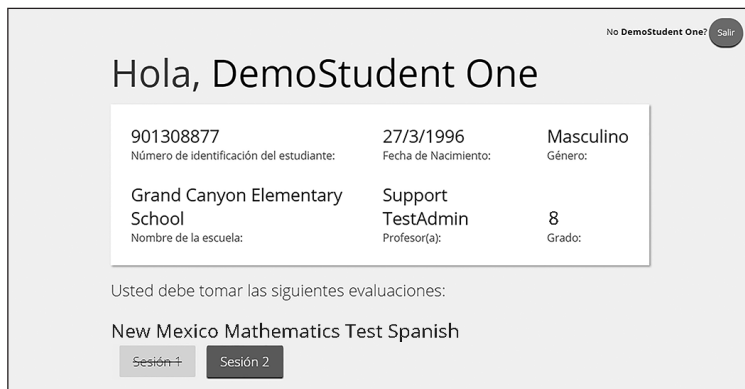 No DemoStudent One? Salir
Hola, DemoStudent One
901308877 27/3/1996 Masculino
Número de identificación del estudiante: Fecha de Nacimiento: Género:
Grand Canyon Elementary Support
School TestAdmin 8
Nombre de la escuela: Profesor(a): Grado:
Usted debe tomar las siguientes evaluaciones:
New Mexico Mathematics Test Spanish
Sesión 1 Sesión 2